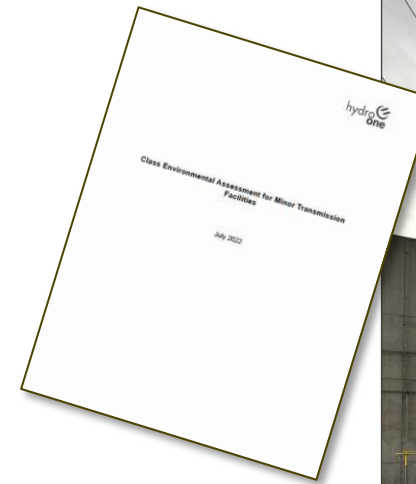 hydro
one
Class Environmental Assessment for Minor Transmission
Facilities
July 2022